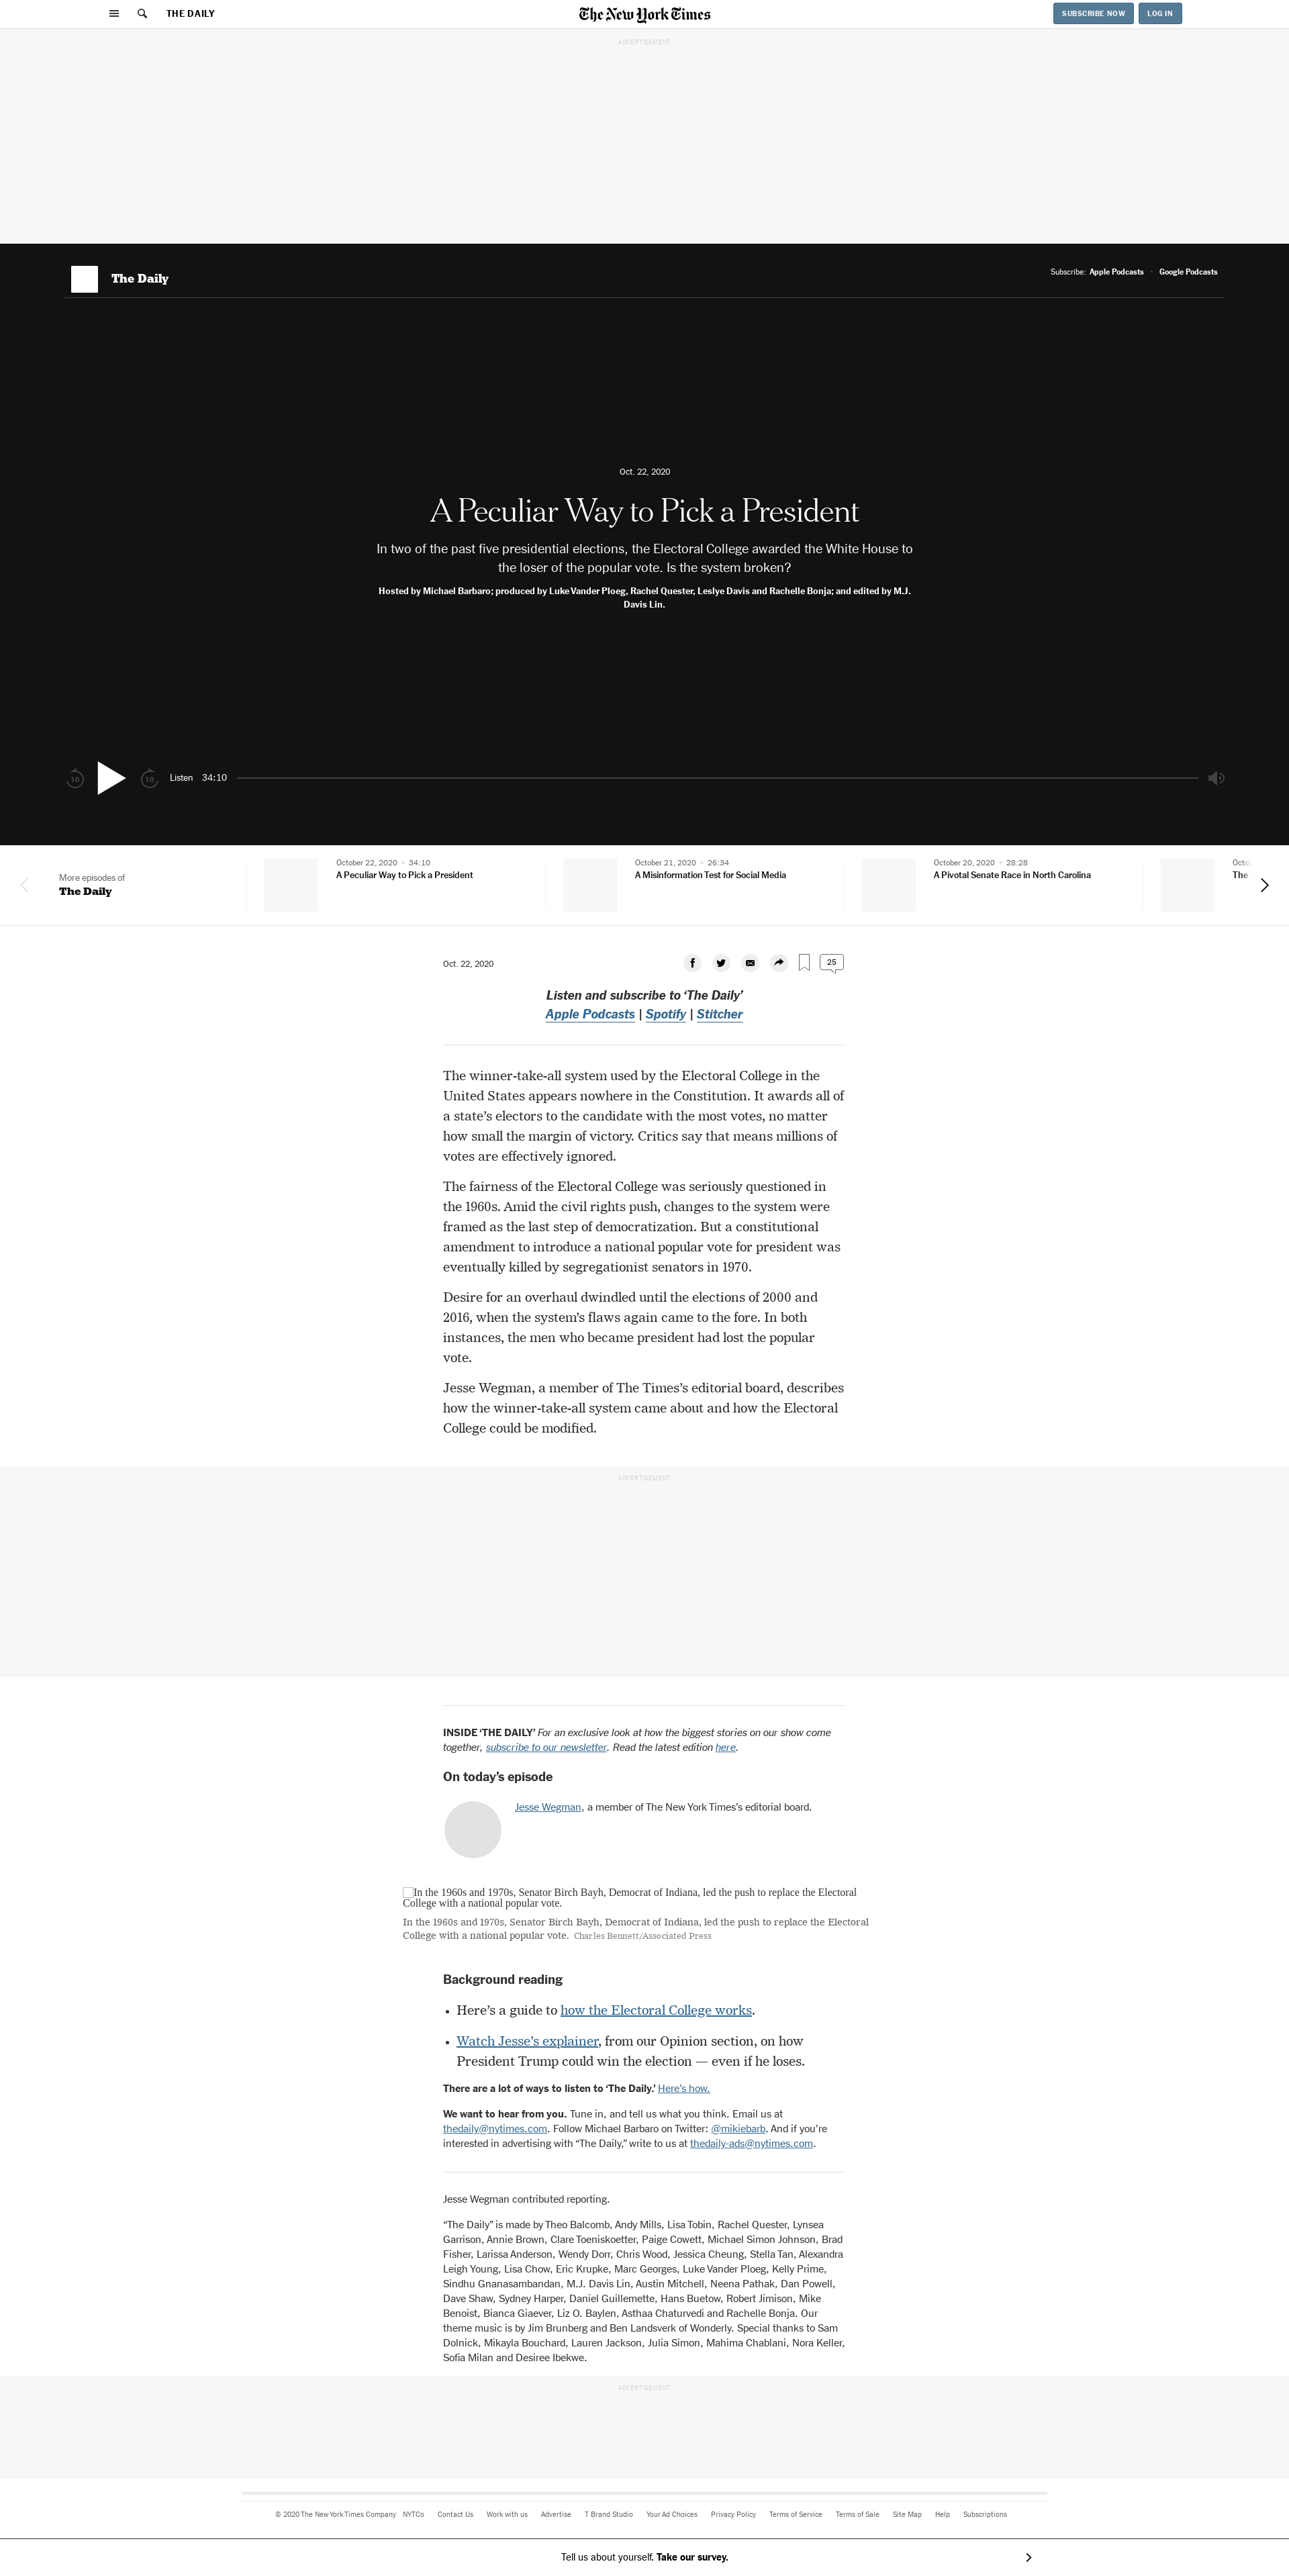 THE DAILY
The New York Times
SUBSCRIBE NOW
LOG IN
ADVERTISEMENT
The Daily
Subscribe: Apple Podcasts • Google Podcasts
Oct. 22, 2020
A Peculiar Way to Pick a President
In two of the past five presidential elections, the Electoral College awarded the White House to
the loser of the popular vote. Is the system broken?
Hosted by Michael Barbaro; produced by Luke Vander Ploeg, Rachel Quester, Leslye Davis and Rachelle Bonja; and edited by M.J.
Davis Lin.
10
10
Listen 34:10
More episodes of
The Daily
October 22, 2020 • 34:10
A Peculiar Way to Pick a President
October 21, 2020 • 26:34
A Misinformation Test for Social Media
October 20, 2020 • 28:28
A Pivotal Senate Race in North Carolina
Octo
The
Oct. 22, 2020
25
Listen and subscribe to ‘The Daily’
Apple Podcasts | Spotify | Stitcher
The winner-take-all system used by the Electoral College in the
United States appears nowhere in the Constitution. It awards all of
a state’s electors to the candidate with the most votes, no matter
how small the margin of victory. Critics say that means millions of
votes are effectively ignored.
The fairness of the Electoral College was seriously questioned in
the 1960s. Amid the civil rights push, changes to the system were
framed as the last step of democratization. But a constitutional
amendment to introduce a national popular vote for president was
eventually killed by segregationist senators in 1970.
Desire for an overhaul dwindled until the elections of 2000 and
2016, when the system’s flaws again came to the fore. In both
instances, the men who became president had lost the popular
vote.
Jesse Wegman, a member of The Times’s editorial board, describes
how the winner-take-all system came about and how the Electoral
College could be modified.
ADVERTISEMENT
INSIDE ‘THE DAILY’ For an exclusive look at how the biggest stories on our show come
together, subscribe to our newsletter. Read the latest edition here.
On today’s episode
Jesse Wegman, a member of The New York Times’s editorial board.
In the 1960s and 1970s, Senator Birch Bayh, Democrat of Indiana, led the push to replace the Electoral
College with a national popular vote.
In the 1960s and 1970s, Senator Birch Bayh, Democrat of Indiana, led the push to replace the Electoral
College with a national popular vote. Charles Bennett/Associated Press
Background reading
• Here’s a guide to how the Electoral College works.
• Watch Jesse’s explainer, from our Opinion section, on how
President Trump could win the election — even if he loses.
There are a lot of ways to listen to ‘The Daily.’ Here’s how.
We want to hear from you. Tune in, and tell us what you think. Email us at
thedaily@nytimes.com. Follow Michael Barbaro on Twitter: @mikiebarb. And if you’re
interested in advertising with “The Daily,” write to us at thedaily-ads@nytimes.com.
Jesse Wegman contributed reporting.
“The Daily” is made by Theo Balcomb, Andy Mills, Lisa Tobin, Rachel Quester, Lynsea
Garrison, Annie Brown, Clare Toeniskoetter, Paige Cowett, Michael Simon Johnson, Brad
Fisher, Larissa Anderson, Wendy Dorr, Chris Wood, Jessica Cheung, Stella Tan, Alexandra
Leigh Young, Lisa Chow, Eric Krupke, Marc Georges, Luke Vander Ploeg, Kelly Prime,
Sindhu Gnanasambandan, M.J. Davis Lin, Austin Mitchell, Neena Pathak, Dan Powell,
Dave Shaw, Sydney Harper, Daniel Guillemette, Hans Buetow, Robert Jimison, Mike
Benoist, Bianca Giaever, Liz O. Baylen, Asthaa Chaturvedi and Rachelle Bonja. Our
theme music is by Jim Brunberg and Ben Landsverk of Wonderly. Special thanks to Sam
Dolnick, Mikayla Bouchard, Lauren Jackson, Julia Simon, Mahima Chablani, Nora Keller,
Sofia Milan and Desiree Ibekwe.
ADVERTISEMENT
© 2020 The New York Times Company NYTCo Contact Us Work with us Advertise T Brand Studio Your Ad Choices Privacy Policy Terms of Service Terms of Sale Site Map Help Subscriptions
Tell us about yourself. Take our survey.